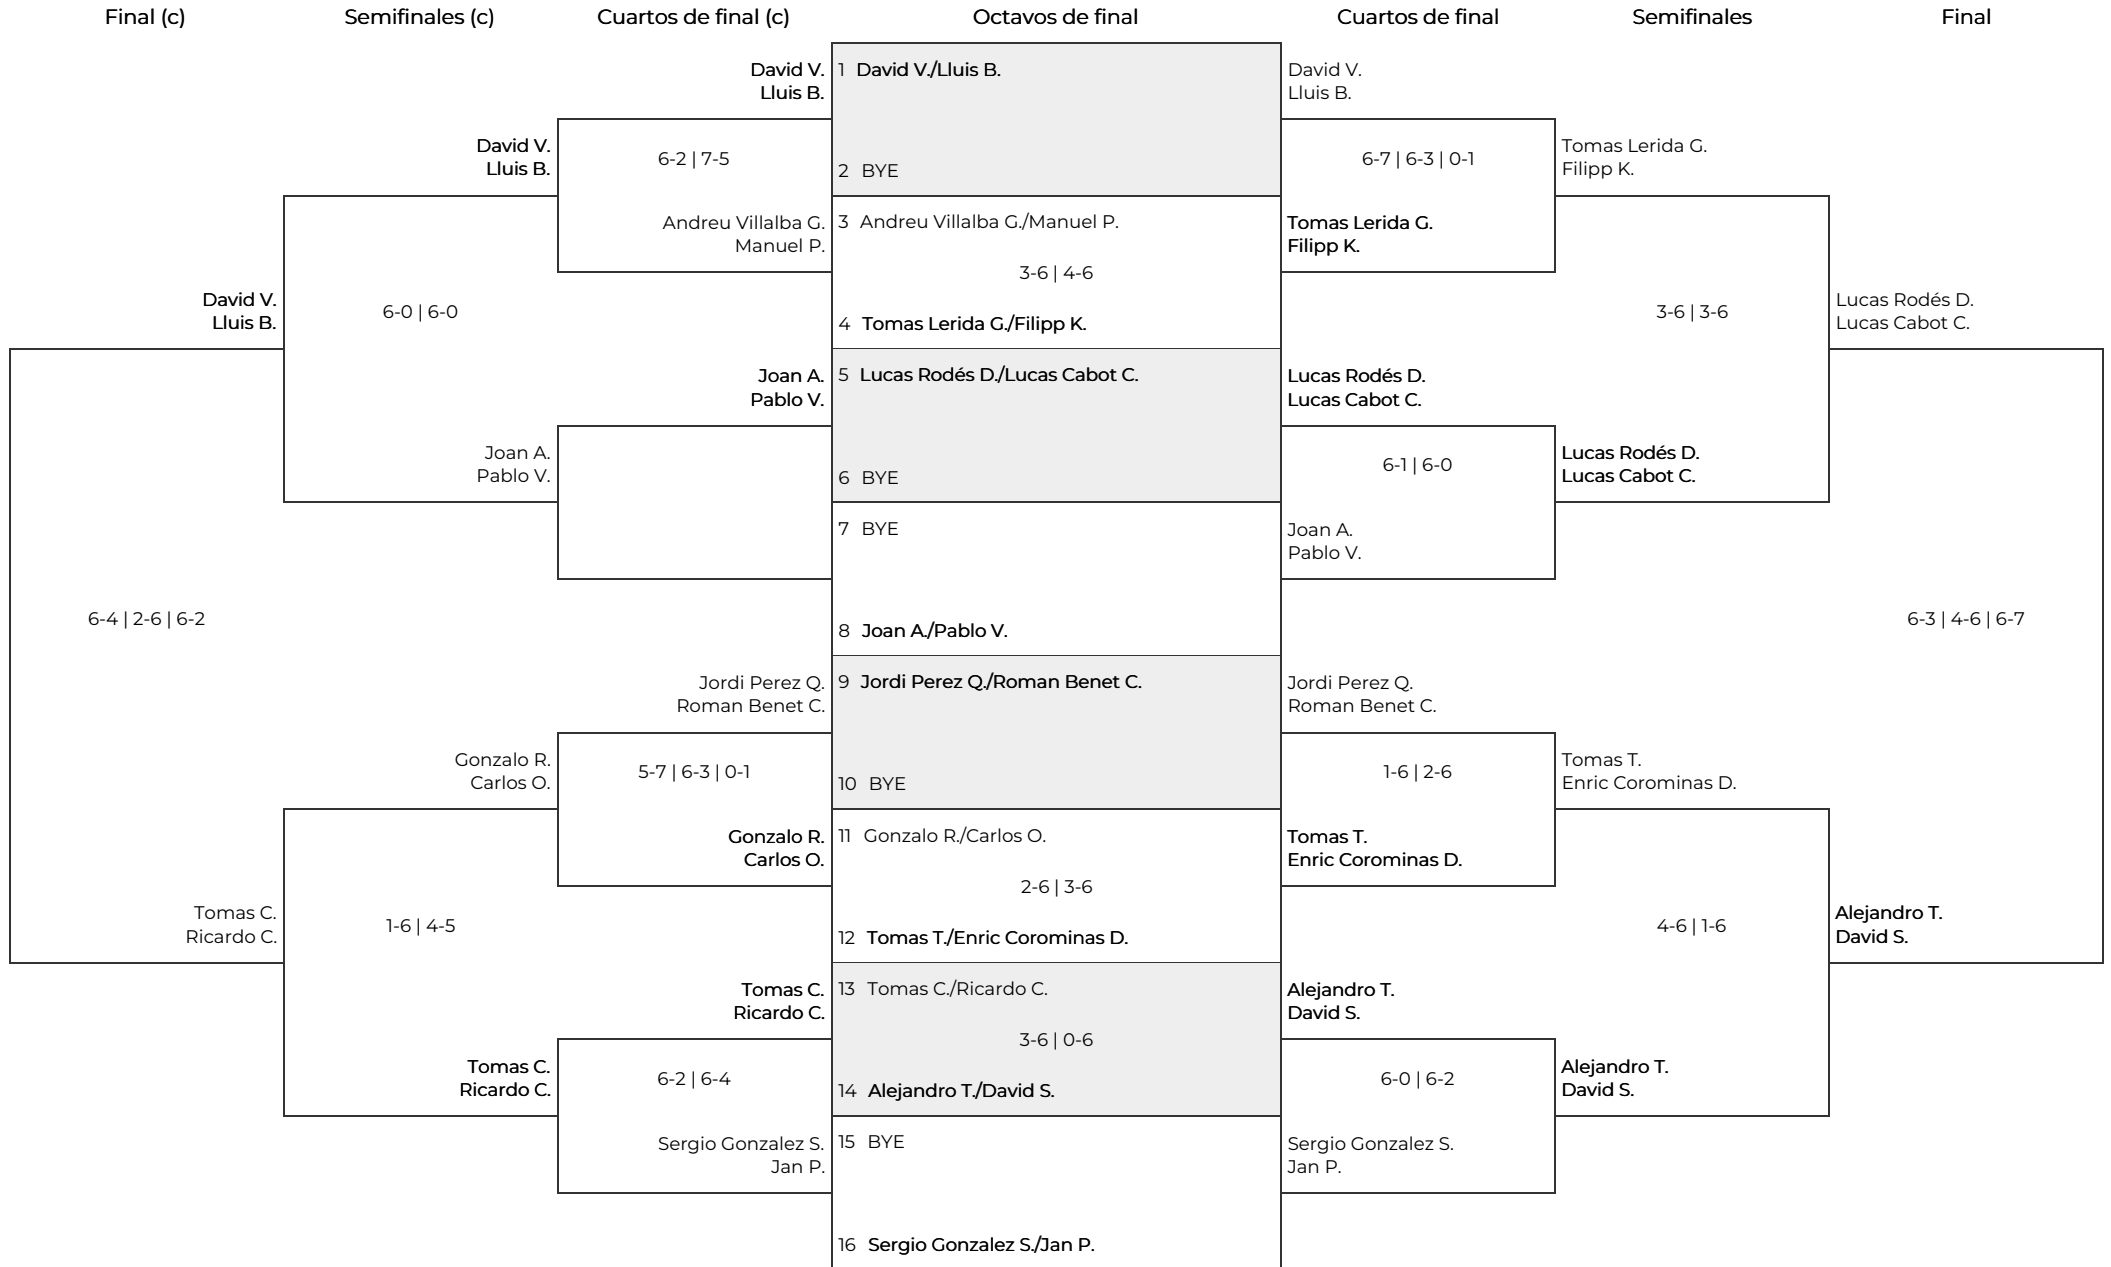 Final (c)
Semifinales (c)
Cuartos de final (c)
Octavos de final
Cuartos de final
Semifinales
Final
David V.
Lluis B.
David V.
Lluis B.
6-2 | 7-5
Andreu Villalba G.
Manuel P.
David V.
Lluis B.
6-0 | 6-0
Joan A.
Pablo V.
Joan A.
Pablo V.
6-4 | 2-6 | 6-2
Jordi Perez Q.
Roman Benet C.
Gonzalo R.
Carlos O.
5-7 | 6-3 | 0-1
Gonzalo R.
Carlos O.
Tomas C.
Ricardo C.
1-6 | 4-5
Tomas C.
Ricardo C.
Tomas C.
Ricardo C.
6-2 | 6-4
Sergio Gonzalez S.
Jan P.
1 David V./Lluis B.
2 BYE
3 Andreu Villalba G./Manuel P.
3-6 | 4-6
4 Tomas Lerida G./Filipp K.
5 Lucas Rodés D./Lucas Cabot C.
6 BYE
7 BYE
8 Joan A./Pablo V.
9 Jordi Perez Q./Roman Benet C.
10 BYE
11 Gonzalo R./Carlos O.
2-6 | 3-6
12 Tomas T./Enric Corominas D.
13 Tomas C./Ricardo C.
3-6 | 0-6
14 Alejandro T./David S.
15 BYE
16 Sergio Gonzalez S./Jan P.
David V.
Lluis B.
6-7 | 6-3 | 0-1
Tomas Lerida G.
Filipp K.
Tomas Lerida G.
Filipp K.
3-6 | 3-6
Lucas Rodés D.
Lucas Cabot C.
Lucas Rodés D.
Lucas Cabot C.
6-1 | 6-0
Lucas Rodés D.
Lucas Cabot C.
Joan A.
Pablo V.
6-3 | 4-6 | 6-7
Jordi Perez Q.
Roman Benet C.
1-6 | 2-6
Tomas T.
Enric Corominas D.
Tomas T.
Enric Corominas D.
4-6 | 1-6
Alejandro T.
David S.
Alejandro T.
David S.
6-0 | 6-2
Alejandro T.
David S.
Sergio Gonzalez S.
Jan P.